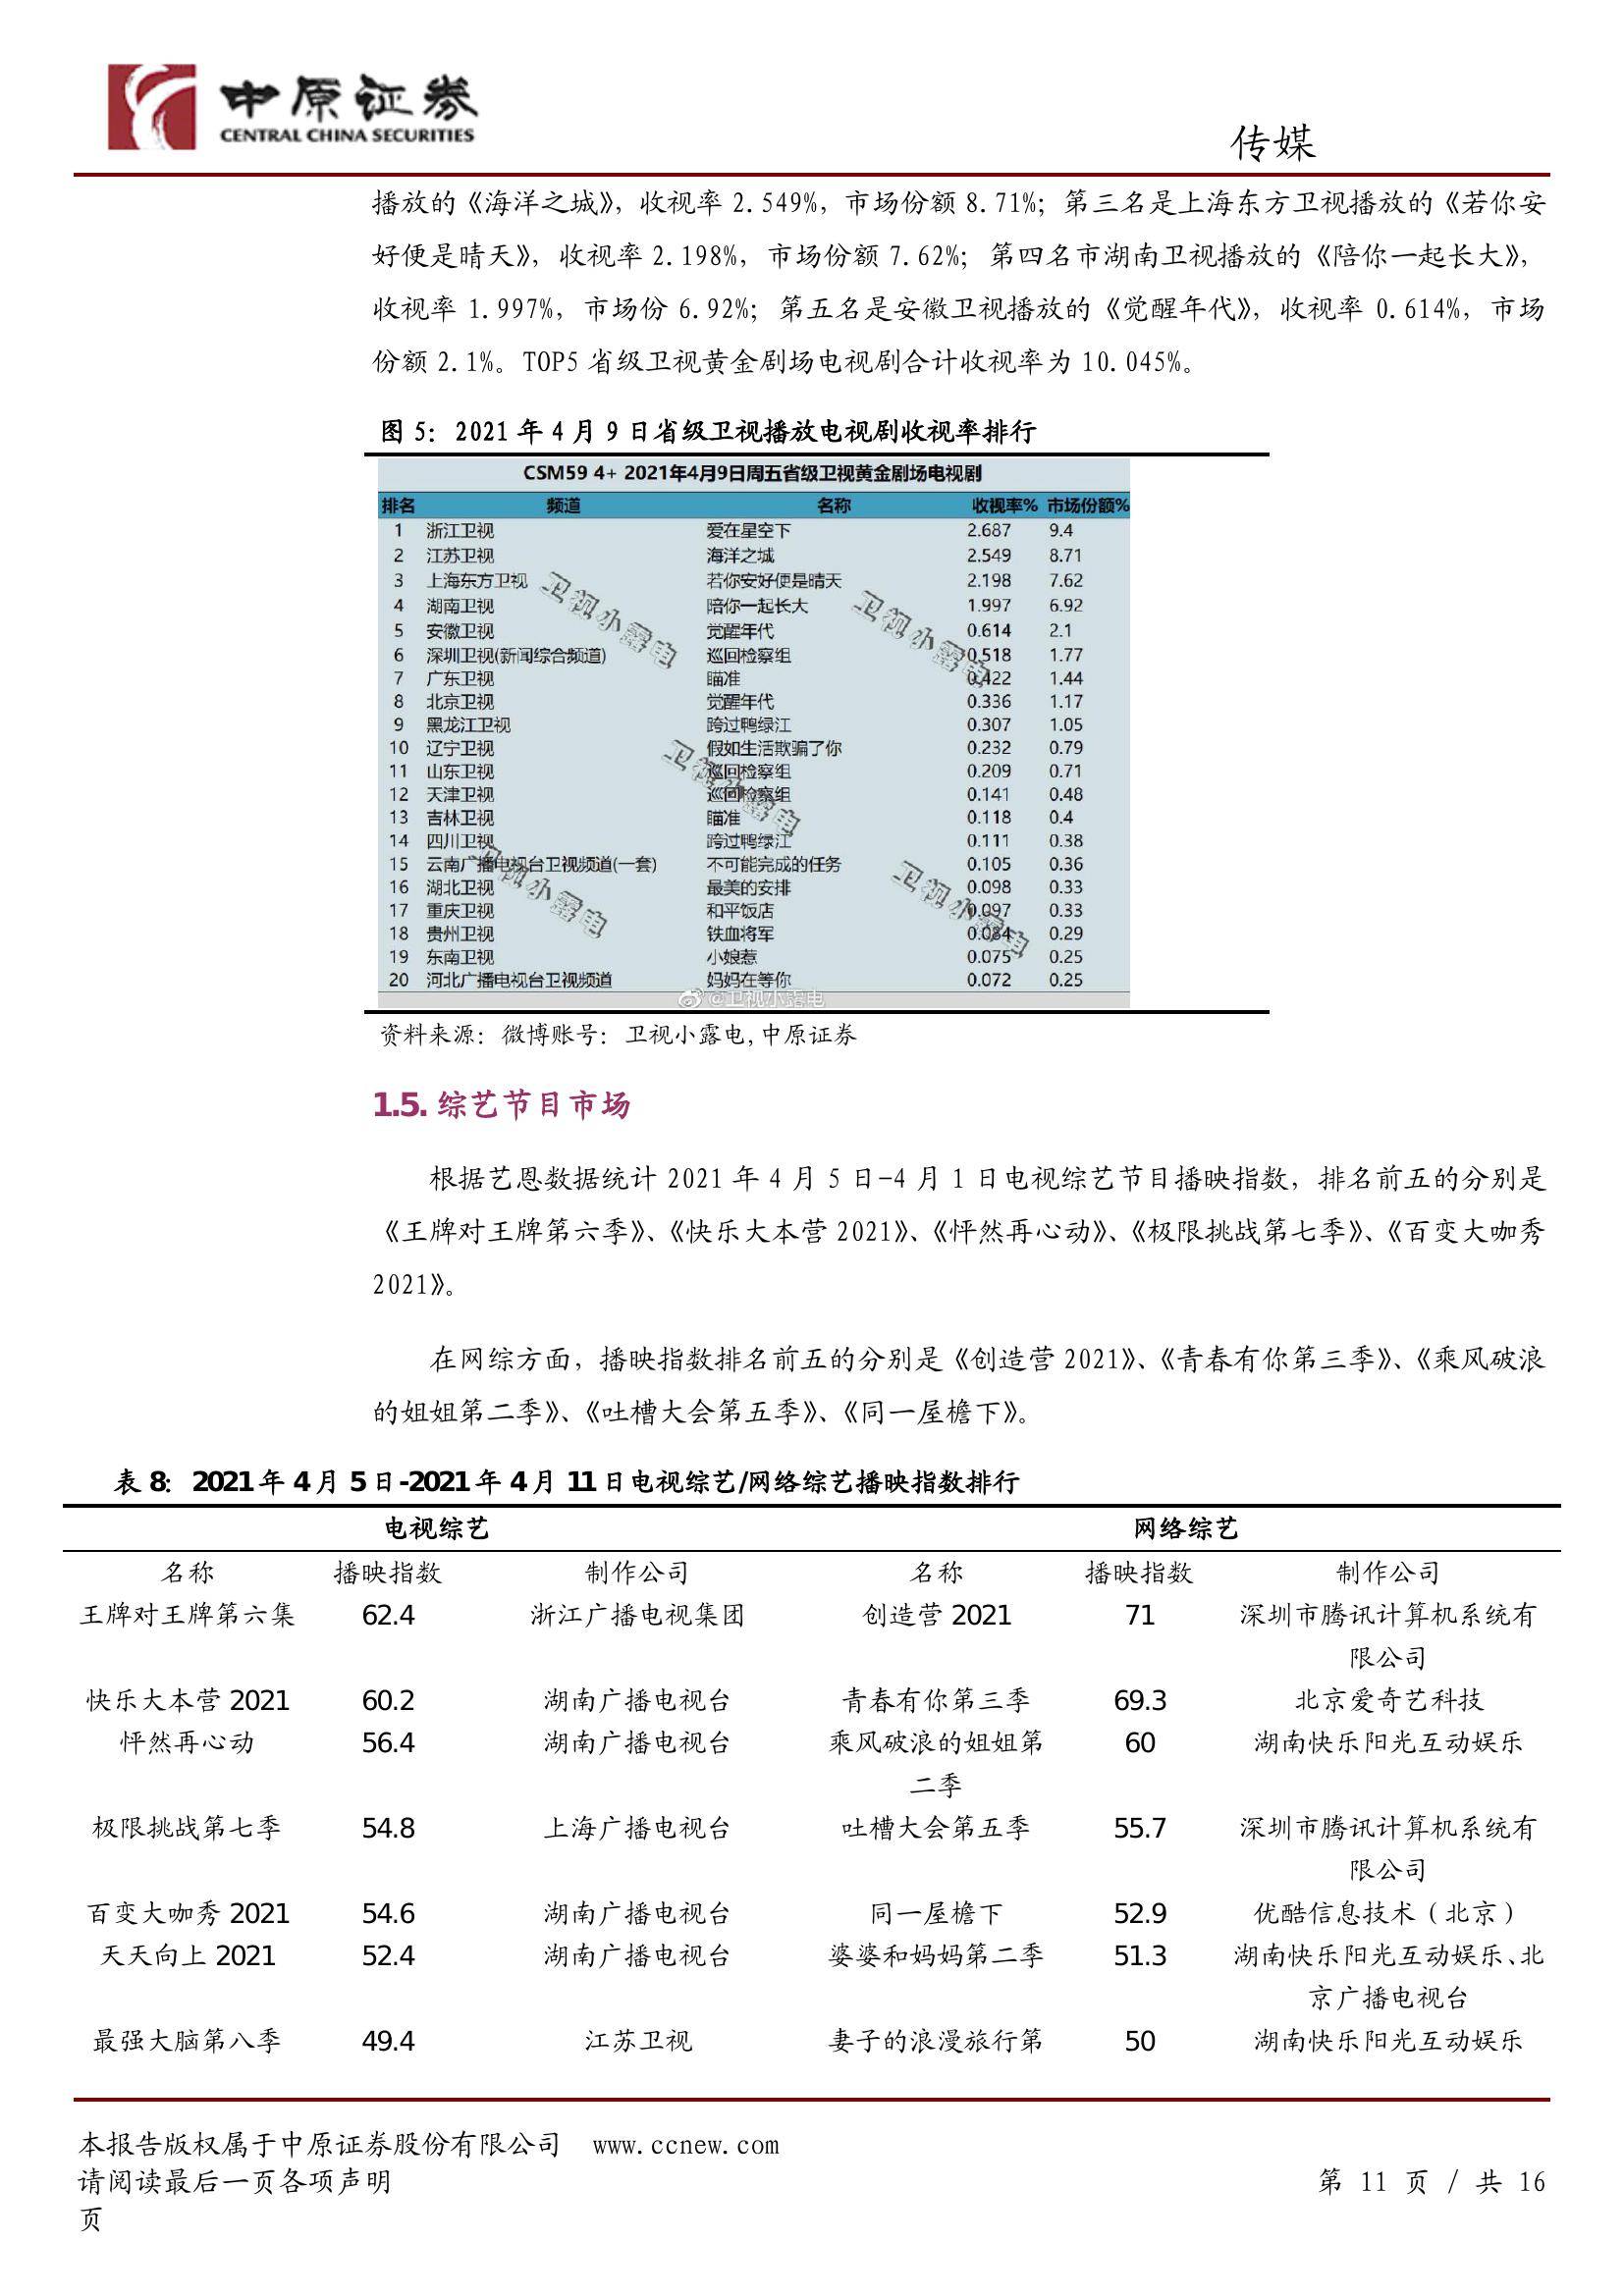 中原证券
CENTRAL CHINA SECURITIES
传媒
播放的《海洋之城》，收视率 2.549%，市场份额 8.71%；第三名是上海东方卫视播放的《若你安
好便是晴天》，收视率 2.198%，市场份额 7.62%；第四名市湖南卫视播放的《陪你一起长大》，
收视率 1.997%，市场份 6.92%；第五名是安徽卫视播放的《觉醒年代》，收视率 0.614%，市场
份额 2.1%。TOP5 省级卫视黄金剧场电视剧合计收视率为 10.045%。
图 5：2021 年 4 月 9 日省级卫视播放电视剧收视率排行
CSM59 4+ 2021年4月9日周五省级卫视黄金剧场电视剧
排名 频道 名称 收视率% 市场份额%
1 浙江卫视 爱在星空下 2.687 9.4
2 江苏卫视 海洋之城 2.549 8.71
3 上海东方卫视 若你安好便是晴天 2.198 7.62
4 湖南卫视 陪你一起长大 1.997 6.92
5 安徽卫视 觉醒年代 0.614 2.1
6 深圳卫视(新闻综合频道) 巡回检察组 0.518 1.77
7 广东卫视 瞄准 0.422 1.44
8 北京卫视 觉醒年代 0.336 1.17
9 黑龙江卫视 跨过鸭绿江 0.307 1.05
10 辽宁卫视 假如生活欺骗了你 0.232 0.79
11 山东卫视 巡回检察组 0.209 0.71
12 天津卫视 巡回检察组 0.141 0.48
13 吉林卫视 瞄准 0.118 0.4
14 四川卫视 跨过鸭绿江 0.111 0.38
15 云南广播电视台卫视频道(一套) 不可能完成的任务 0.105 0.36
16 湖北卫视 最美的安排 0.098 0.33
17 重庆卫视 和平饭店 0.097 0.33
18 贵州卫视 铁血将军 0.084 0.29
19 东南卫视 小娘惹 0.075 0.25
20 河北广播电视台卫视频道 妈妈在等你 0.072 0.25
卫视小露电
卫视小露电
卫视小露电
卫视小露电
卫视小露电
@卫视小露电
资料来源：微博账号：卫视小露电,中原证券
1.5. 综艺节目市场
根据艺恩数据统计 2021 年 4 月 5 日-4 月 1 日电视综艺节目播映指数，排名前五的分别是
《王牌对王牌第六季》、《快乐大本营 2021》、《怦然再心动》、《极限挑战第七季》、《百变大咖秀
2021》。
在网综方面，播映指数排名前五的分别是《创造营 2021》、《青春有你第三季》、《乘风破浪
的姐姐第二季》、《吐槽大会第五季》、《同一屋檐下》。
表 8：2021 年 4 月 5 日-2021 年 4 月 11 日电视综艺/网络综艺播映指数排行
电视综艺 网络综艺
名称 播映指数 制作公司 名称 播映指数 制作公司
王牌对王牌第六集 62.4 浙江广播电视集团 创造营 2021 71 深圳市腾讯计算机系统有
限公司
快乐大本营 2021 60.2 湖南广播电视台 青春有你第三季 69.3 北京爱奇艺科技
怦然再心动 56.4 湖南广播电视台 乘风破浪的姐姐第 60 湖南快乐阳光互动娱乐
二季
极限挑战第七季 54.8 上海广播电视台 吐槽大会第五季 55.7 深圳市腾讯计算机系统有
限公司
百变大咖秀 2021 54.6 湖南广播电视台 同一屋檐下 52.9 优酷信息技术（北京）
天天向上 2021 52.4 湖南广播电视台 婆婆和妈妈第二季 51.3 湖南快乐阳光互动娱乐、北
京广播电视台
最强大脑第八季 49.4 江苏卫视 妻子的浪漫旅行第 50 湖南快乐阳光互动娱乐
本报告版权属于中原证券股份有限公司 www.ccnew.com
请阅读最后一页各项声明 第 11 页 / 共 16
页